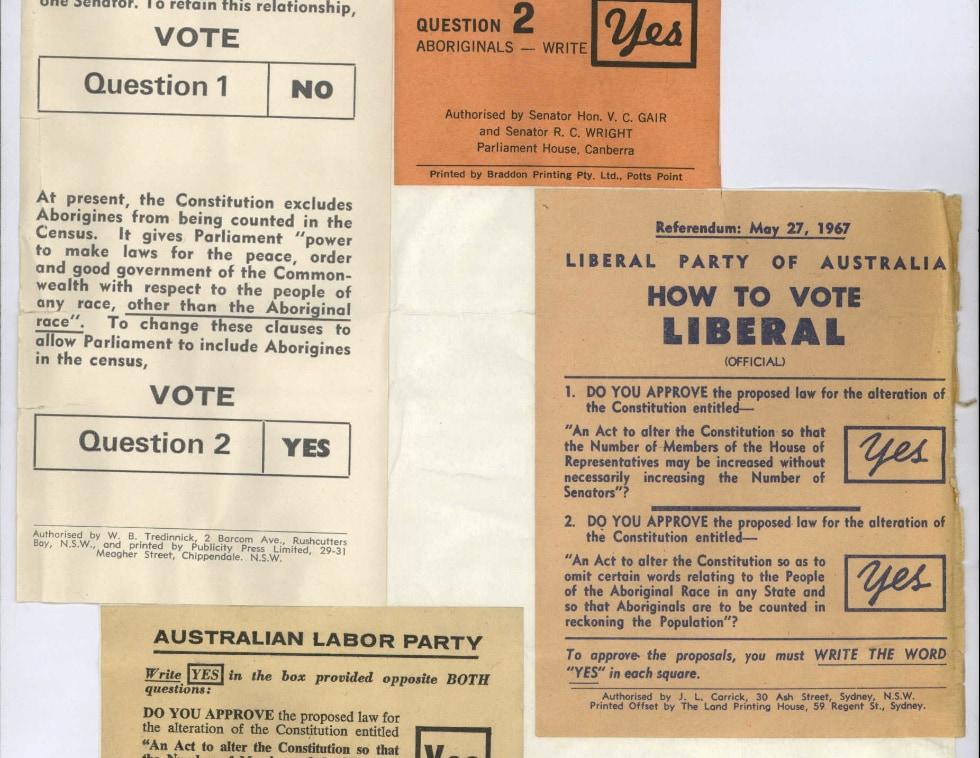 one Senator. To retain this relationship,
VOTE
Question 1 NO
At present, the Constitution excludes
Aborigines from being counted in the
Census. It gives Parliament "power
to make laws for the peace, order
and good government of the Common-
wealth with respect to the people of
any race, other than the Aboriginal
race". To change these clauses to
allow Parliament to include Aborigines
in the census,
VOTE
Question 2 YES
Authorised by W. B. Tredinnick, 2 Barcom Ave., Rushcutters
Bay, N.S.W., and printed by Publicity Press Limited, 29-31
Meagher Street, Chippendale. N.S.W.
QUESTION 2 Yes
ABORIGINALS — WRITE
Authorised by Senator Hon. V. C. GAIR
and Senator R. C. WRIGHT
Parliament House, Canberra
Printed by Braddon Printing Pty. Ltd., Potts Point
Referendum: May 27, 1967
LIBERAL PARTY OF AUSTRALIA
HOW TO VOTE
LIBERAL
(OFFICIAL)
1. DO YOU APPROVE the proposed law for the alteration of
the Constitution entitled—
"An Act to alter the Constitution so that
the Number of Members of the House of
Representatives may be increased without
necessarily increasing the Number of
Senators"?
Yes
2. DO YOU APPROVE the proposed law for the alteration of
the Constitution entitled—
"An Act to alter the Constitution so as to
omit certain words relating to the People
of the Aboriginal Race in any State and
so that Aboriginals are to be counted in
reckoning the Population"?
Yes
To approve the proposals, you must WRITE THE WORD
"YES" in each square.
Authorised by J. L. Carrick, 30 Ash Street, Sydney, N.S.W.
Printed Offset by The Land Printing House, 59 Regent St., Sydney.
AUSTRALIAN LABOR PARTY
Write YES in the box provided opposite BOTH
questions:
DO YOU APPROVE the proposed law for
the alteration of the Constitution entitled
"An Act to alter the Constitution so that
Yes